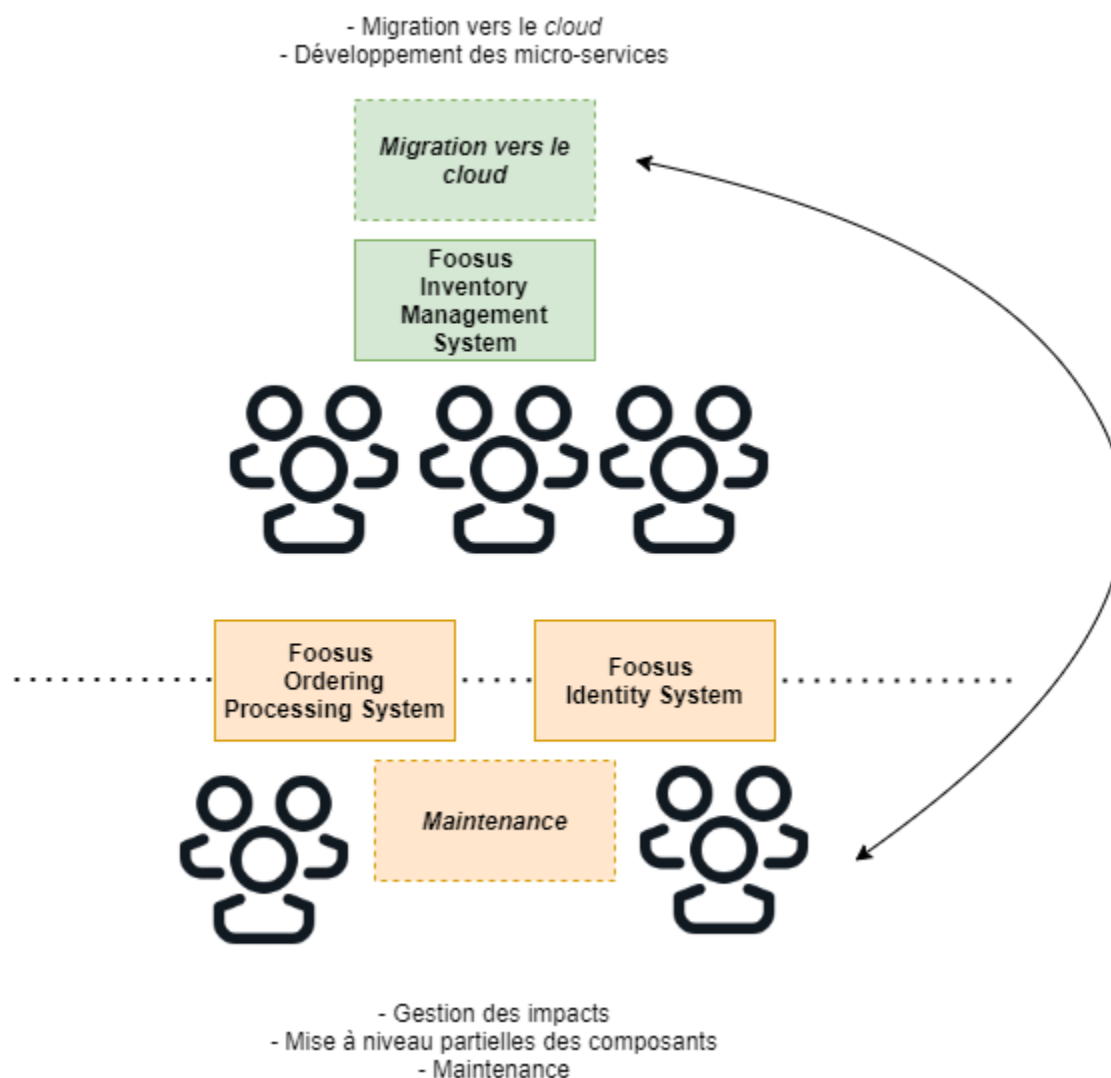 - Migration vers le cloud
- Développement des micro-services
Migration vers le
cloud
Foosus
Inventory
Management
System
Foosus
Ordering
Processing System
Foosus
Identity System
Maintenance
- Gestion des impacts
- Mise à niveau partielles des composants
- Maintenance